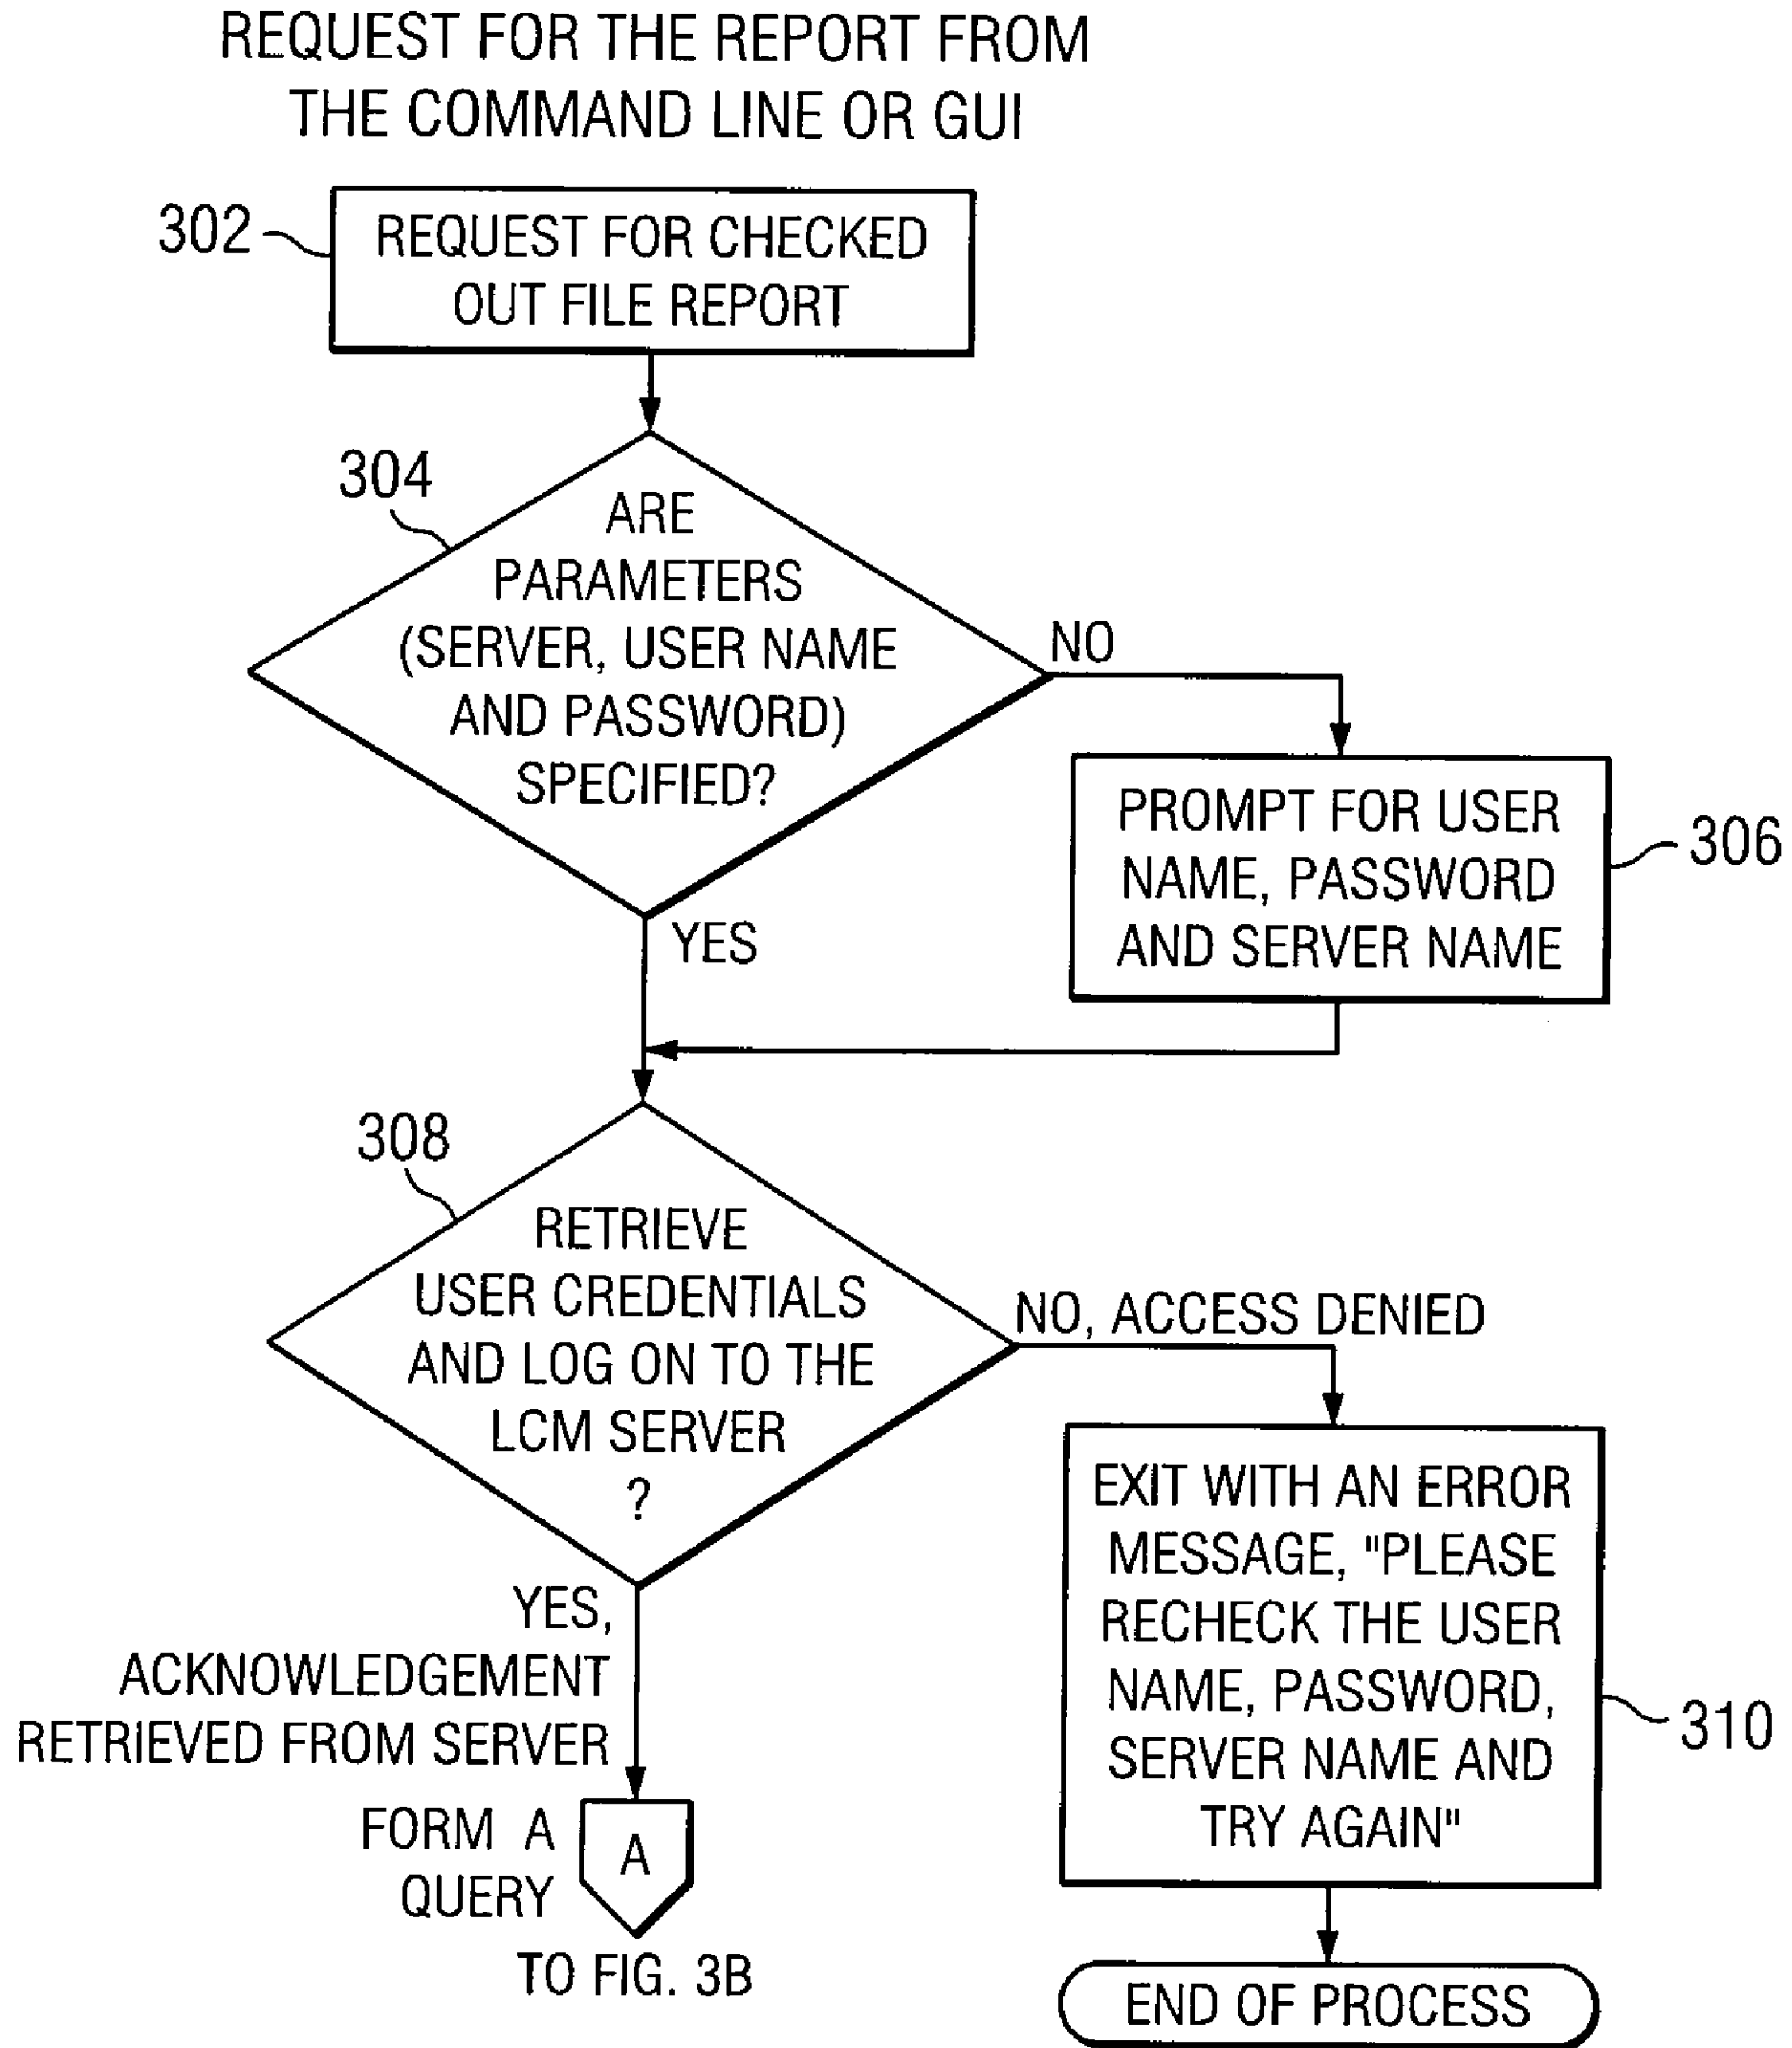 REQUEST FOR THE REPORT FROM
THE COMMAND LINE OR GUI
302
REQUEST FOR CHECKED
OUT FILE REPORT
304
ARE
PARAMETERS
(SERVER, USER NAME
AND PASSWORD)
SPECIFIED?
NO
YES
PROMPT FOR USER
NAME, PASSWORD
AND SERVER NAME
306
308
RETRIEVE
USER CREDENTIALS
AND LOG ON TO THE
LCM SERVER
?
NO, ACCESS DENIED
EXIT WITH AN ERROR
MESSAGE, "PLEASE
RECHECK THE USER
NAME, PASSWORD,
SERVER NAME AND
TRY AGAIN"
310
YES,
ACKNOWLEDGEMENT
RETRIEVED FROM SERVER
FORM A
QUERY
A
TO FIG. 3B
END OF PROCESS